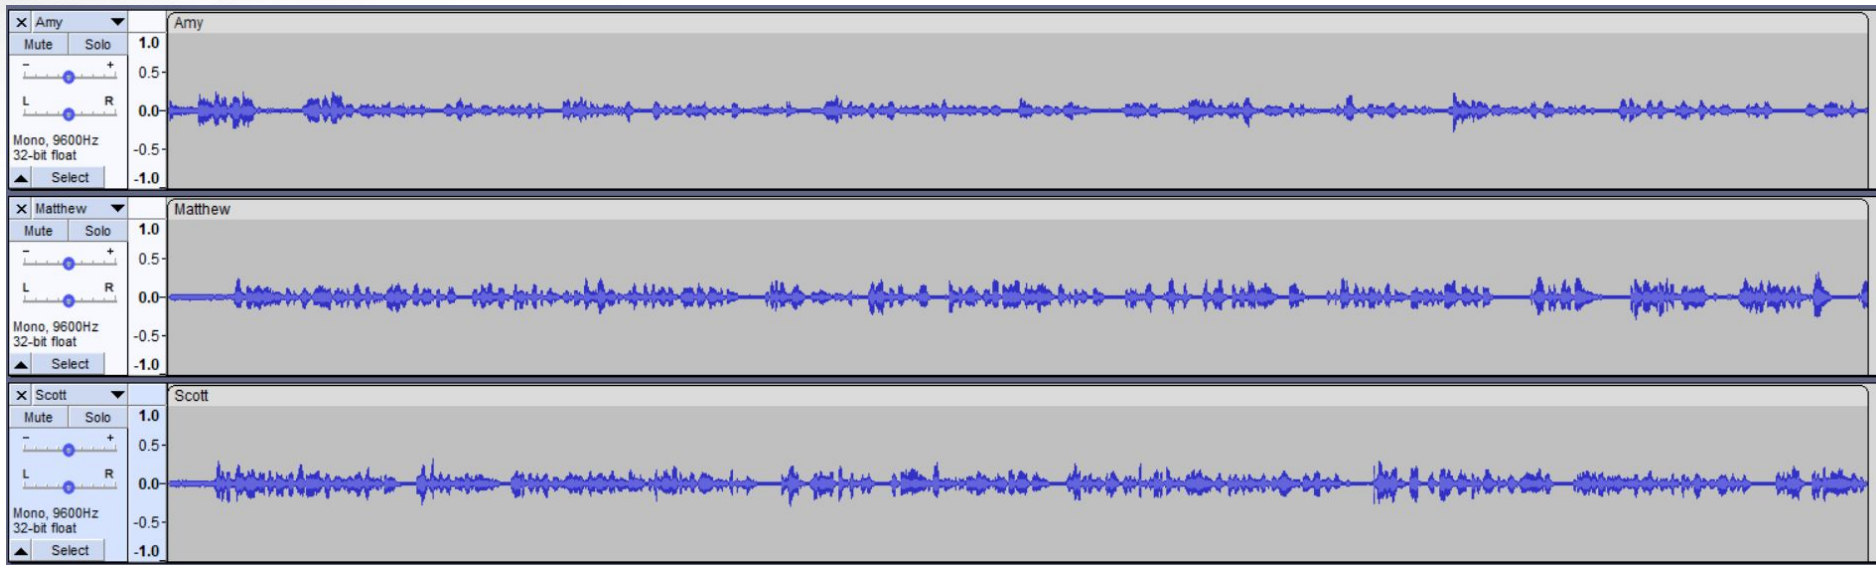 × Amy ▼ Amy
Mute Solo 1.0
- + 0.5
L R 0.0
Mono, 9600Hz
32-bit float -0.5
▲ Select -1.0
× Matthew ▼ Matthew
Mute Solo 1.0
- + 0.5
L R 0.0
Mono, 9600Hz
32-bit float -0.5
▲ Select -1.0
× Scott ▼ Scott
Mute Solo 1.0
- + 0.5
L R 0.0
Mono, 9600Hz
32-bit float -0.5
▲ Select -1.0